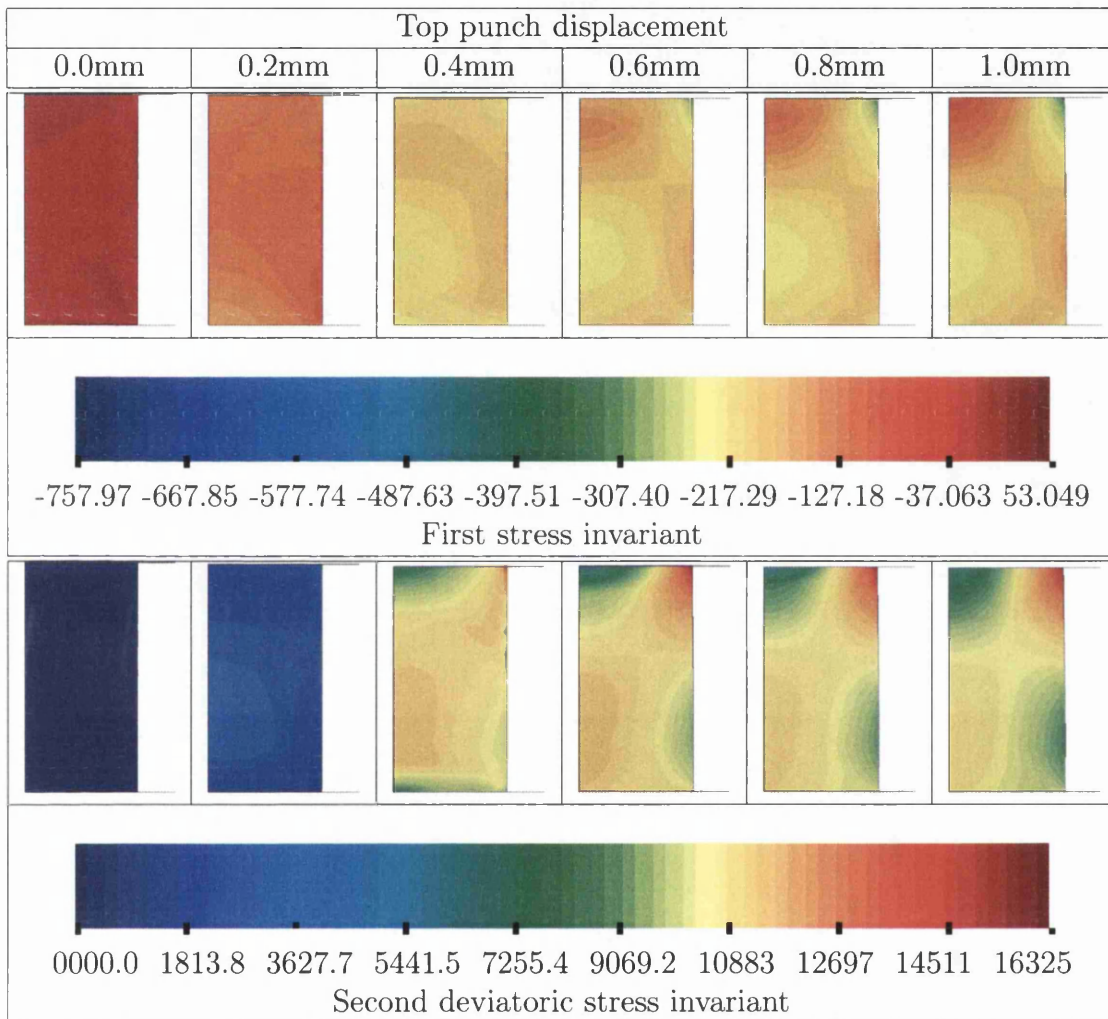 Top punch displacement
0.0mm 0.2mm 0.4mm 0.6mm 0.8mm 1.0mm
-757.97 -667.85 -577.74 -487.63 -397.51 -307.40 -217.29 -127.18 -37.063 53.049
First stress invariant
0000.0 1813.8 3627.7 5441.5 7255.4 9069.2 10883 12697 14511 16325
Second deviatoric stress invariant